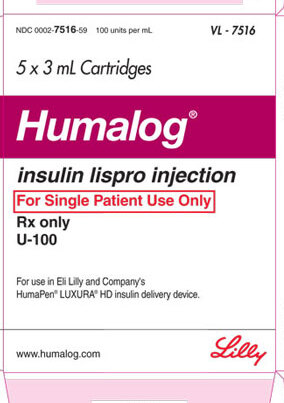 NDC 0002-7516-59 100 units per mL VL - 7516
5 x 3 mL Cartridges
Humalog®
insulin lispro injection
For Single Patient Use Only
Rx only
U-100
For use in Eli Lilly and Company's
HumaPen® LUXURA® HD insulin delivery device.
www.humalog.com Lilly